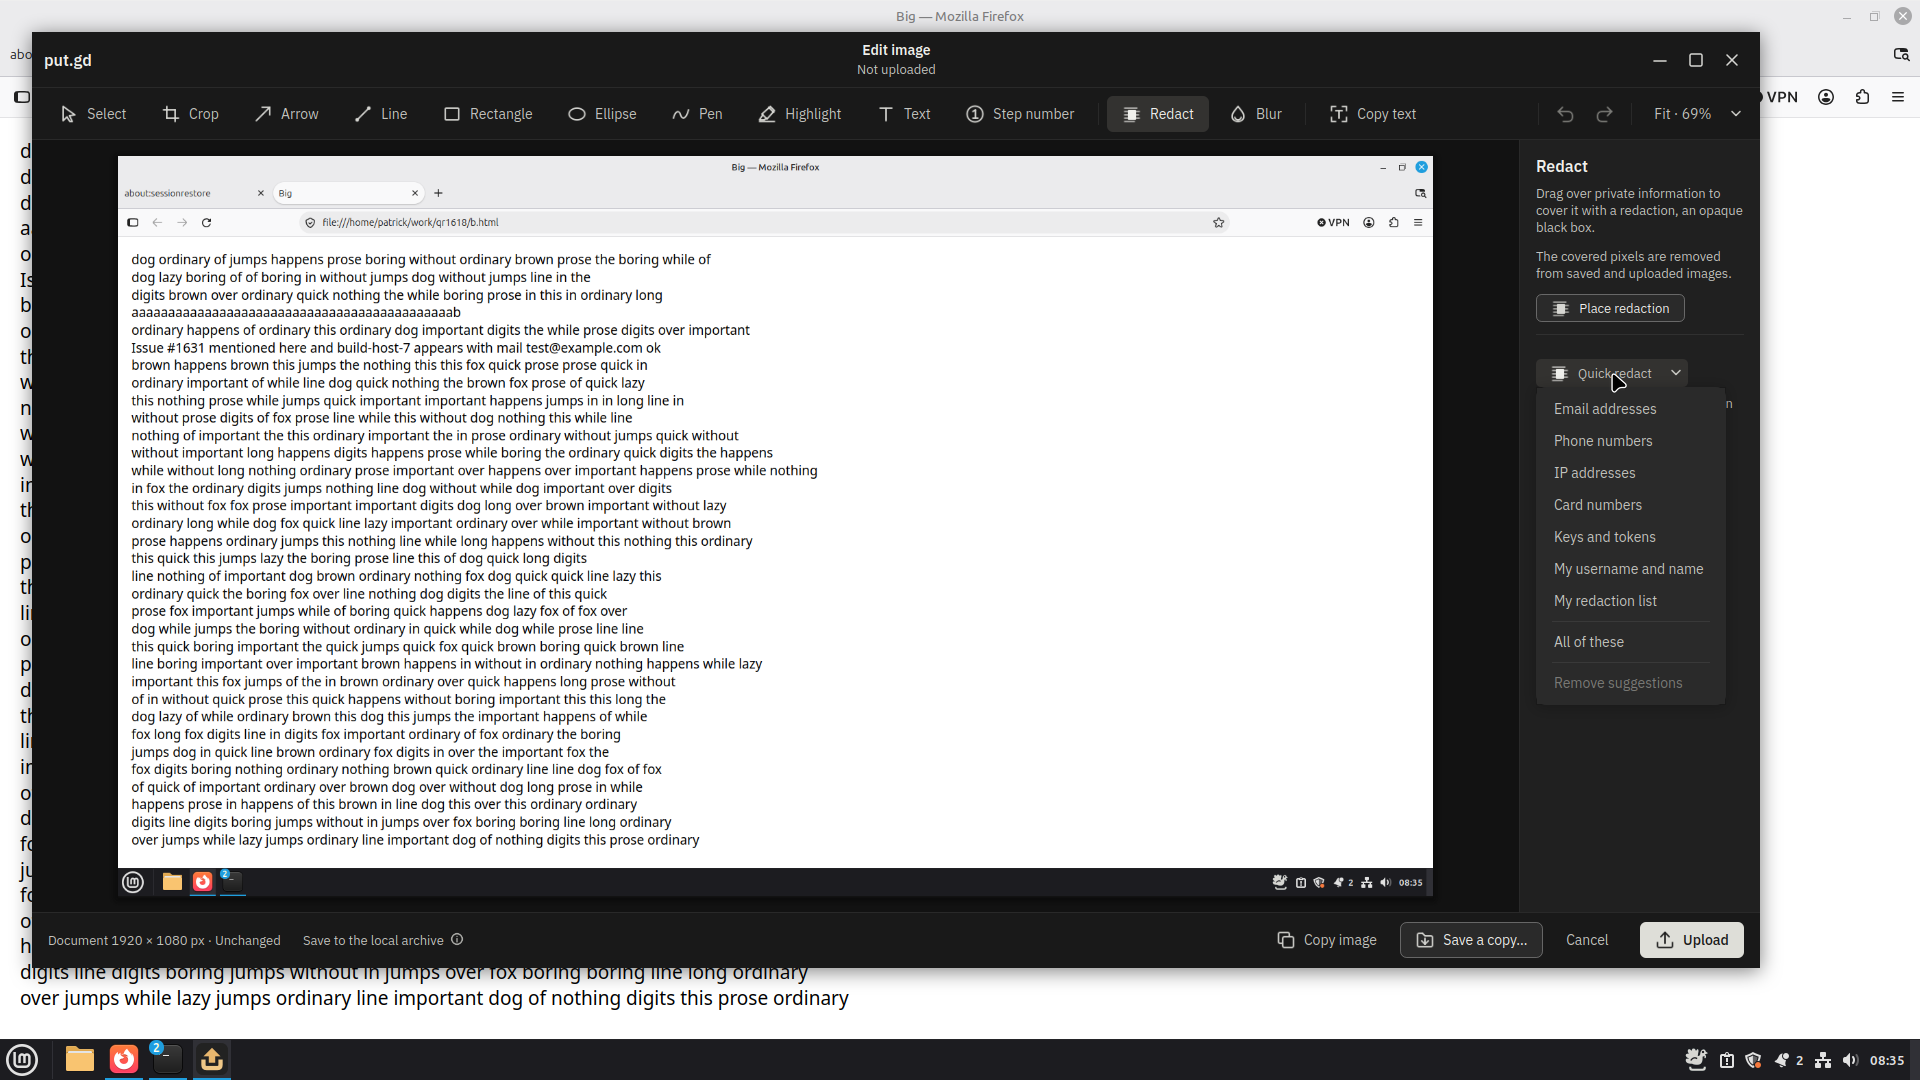 Big — Mozilla Firefox
put.gd
Edit image
Not uploaded
Select Crop Arrow Line Rectangle Ellipse Pen Highlight Text 1 Step number Redact Blur Copy text Fit · 69%
VPN
Big — Mozilla Firefox
about:sessionrestore Big
file:///home/patrick/work/qr1618/b.html VPN
dog ordinary of jumps happens prose boring without ordinary brown prose the boring while of
dog lazy boring of of boring in without jumps dog without jumps line in the
digits brown over ordinary quick nothing the while boring prose in this in ordinary long
ordinary happens of ordinary this ordinary dog important digits the while prose digits over important
Issue #1631 mentioned here and build-host-7 appears with mail test@example.com ok
brown happens brown this jumps the nothing this this fox quick prose prose quick in
ordinary important of while line dog quick nothing the brown fox prose of quick lazy
this nothing prose while jumps quick important important happens jumps in in long line in
without prose digits of fox prose line while this without dog nothing this while line
nothing of important the this ordinary important the in prose ordinary without jumps quick without
without important long happens digits happens prose while boring the ordinary quick digits the happens
while without long nothing ordinary prose important over happens over important happens prose while nothing
in fox the ordinary digits jumps nothing line dog without while dog important over digits
this without fox fox prose important important digits dog long over brown important without lazy
ordinary long while dog fox quick line lazy important ordinary over while important without brown
prose happens ordinary jumps this nothing line while long happens without this nothing this ordinary
this quick this jumps lazy the boring prose line this of dog quick long digits
line nothing of important dog brown ordinary nothing fox dog quick quick line lazy this
ordinary quick the boring fox over line nothing dog digits the line of this quick
prose fox important jumps while of boring quick happens dog lazy fox of fox over
dog while jumps the boring without ordinary in quick while dog while prose line line
this quick boring important the quick jumps quick fox quick brown boring quick brown line
line boring important over important brown happens in without in ordinary nothing happens while lazy
important this fox jumps of the in brown ordinary over quick happens long prose without
of in without quick prose this quick happens without boring important this this long the
dog lazy of while ordinary brown this dog this jumps the important happens of while
fox long fox digits line in digits fox important ordinary of fox ordinary the boring
jumps dog in quick line brown ordinary fox digits in over the important fox the
fox digits boring nothing ordinary nothing brown quick ordinary line line dog fox of fox
of quick of important ordinary over brown dog over without dog long prose in while
happens prose in happens of this brown in line dog this over this ordinary ordinary
digits line digits boring jumps without in jumps over fox boring boring line long ordinary
over jumps while lazy jumps ordinary line important dog of nothing digits this prose ordinary
2 2 08:35
Redact
Drag over private information to
cover it with a redaction, an opaque
black box.
The covered pixels are removed
from saved and uploaded images.
Place redaction
Quick redact
Email addresses
Phone numbers
IP addresses
Card numbers
Keys and tokens
My username and name
My redaction list
All of these
Remove suggestions
Document 1920 × 1080 px · Unchanged Save to the local archive Copy image Save a copy... Cancel Upload
digits line digits boring jumps without in jumps over fox boring boring line long ordinary
over jumps while lazy jumps ordinary line important dog of nothing digits this prose ordinary
2 2 08:35